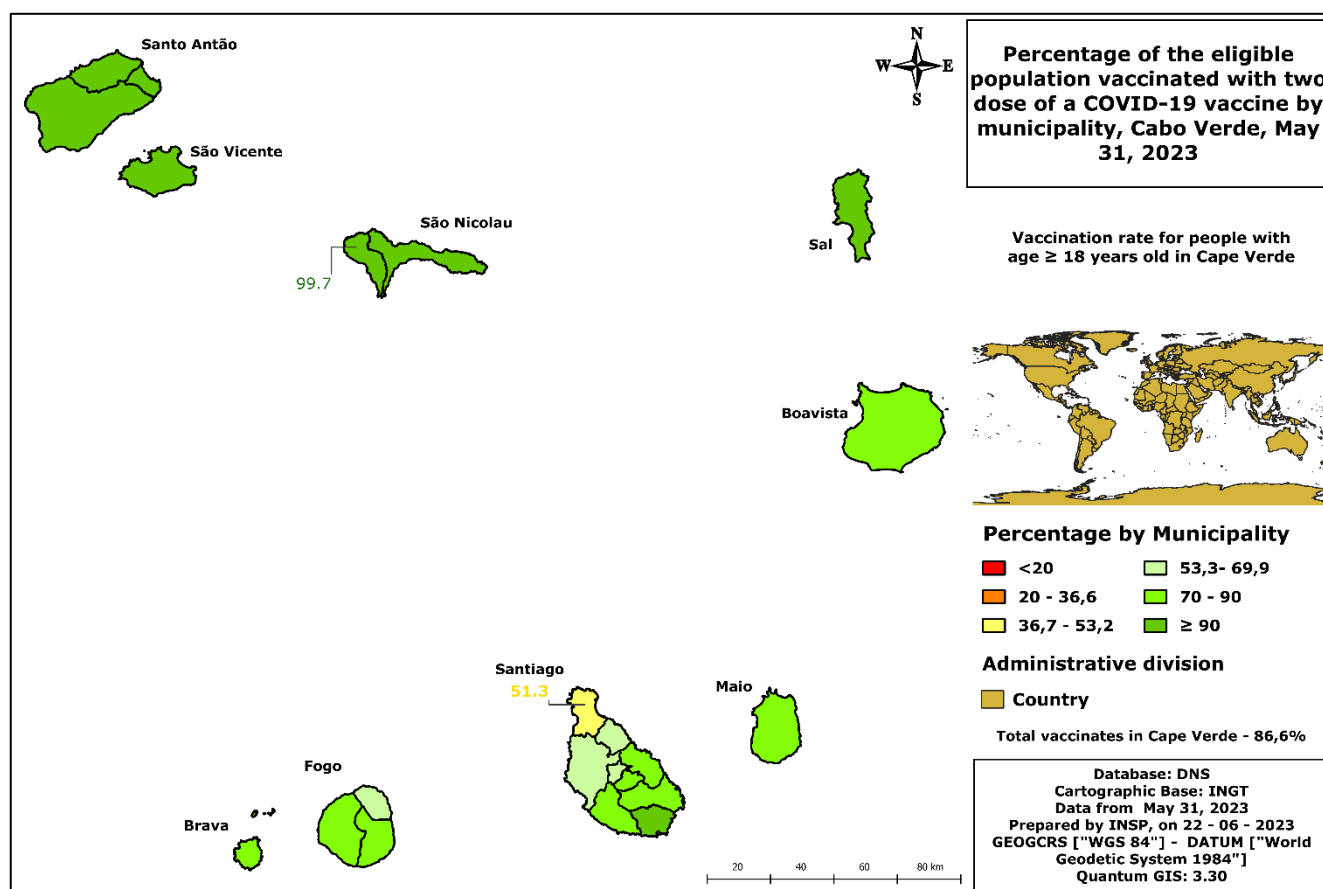 Santo Antão
São Vicente
São Nicolau
99.7
Sal
Boavista
Santiago
51.3
Maio
Fogo
Brava
N
W
E
S
Percentage of the eligible
population vaccinated with two
dose of a COVID-19 vaccine by
municipality, Cabo Verde, May
31, 2023
Vaccination rate for people with
age ≥ 18 years old in Cape Verde
Percentage by Municipality
<20
20 - 36,6
36,7 - 53,2
53,3- 69,9
70 - 90
≥ 90
Administrative division
Country
Total vaccinates in Cape Verde - 86,6%
Database: DNS
Cartographic Base: INGT
Data from May 31, 2023
Prepared by INSP, on 22 - 06 - 2023
GEOGCRS ["WGS 84"] - DATUM ["World
Geodetic System 1984"]
Quantum GIS: 3.30
20 40 60 80 km